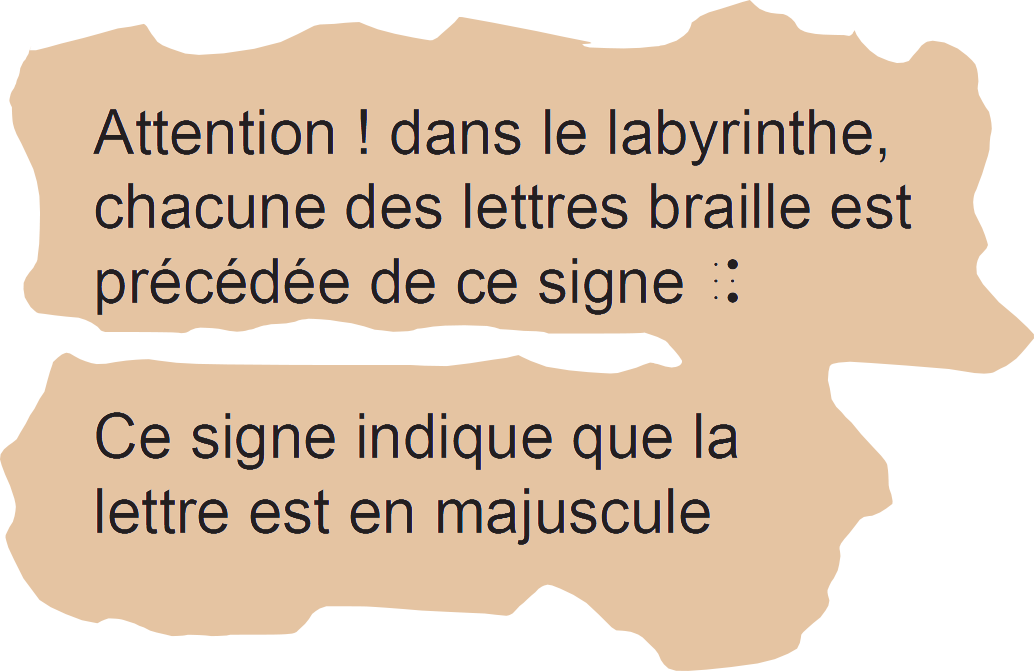 Attention ! dans le labyrinthe,
chacune des lettres braille est
précédée de ce signe ⠨
Ce signe indique que la
lettre est en majuscule